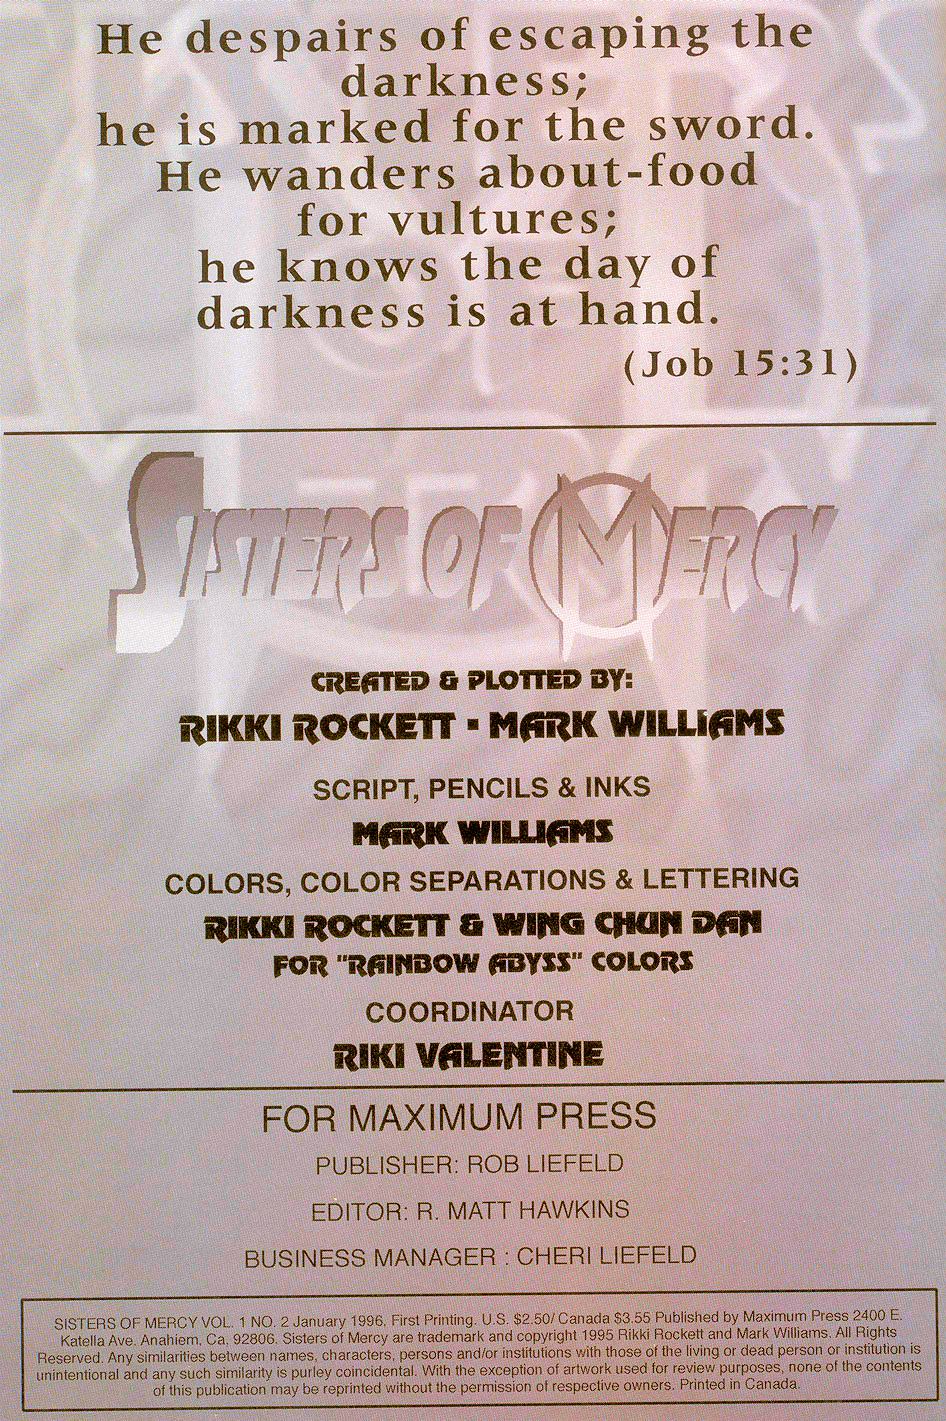 He despairs of escaping the
darkness;
he is marked for the sword.
He wanders about-food
for vultures;
he knows the day of
darkness is at hand.
(Job 15:31)
SISTERS OF MERCY
CREATED & PLOTTED BY:
RIKKI ROCKETT ▪ MARK WILLIAMS
SCRIPT, PENCILS & INKS
MARK WILLIAMS
COLORS, COLOR SEPARATIONS & LETTERING
RIKKI ROCKETT & WING CHUN DAN
FOR "RAINBOW ABYSS" COLORS
COORDINATOR
RIKI VALENTINE
FOR MAXIMUM PRESS
PUBLISHER: ROB LIEFELD
EDITOR: R. MATT HAWKINS
BUSINESS MANAGER : CHERI LIEFELD
SISTERS OF MERCY VOL. 1 NO. 2 January 1996. First Printing. U.S. $2.50/ Canada $3.55 Published by Maximum Press 2400 E.
Katella Ave. Anahiem, Ca, 92806. Sisters of Mercy are trademark and copyright 1995 Rikki Rockett and Mark Williams. All Rights
Reserved. Any similarities between names, characters, persons and/or institutions with those of the living or dead person or institution is
unintentional and any such similarity is purley coincidental. With the exception of artwork used for review purposes, none of the contents
of this publication may be reprinted without the permission of respective owners. Printed in Canada.